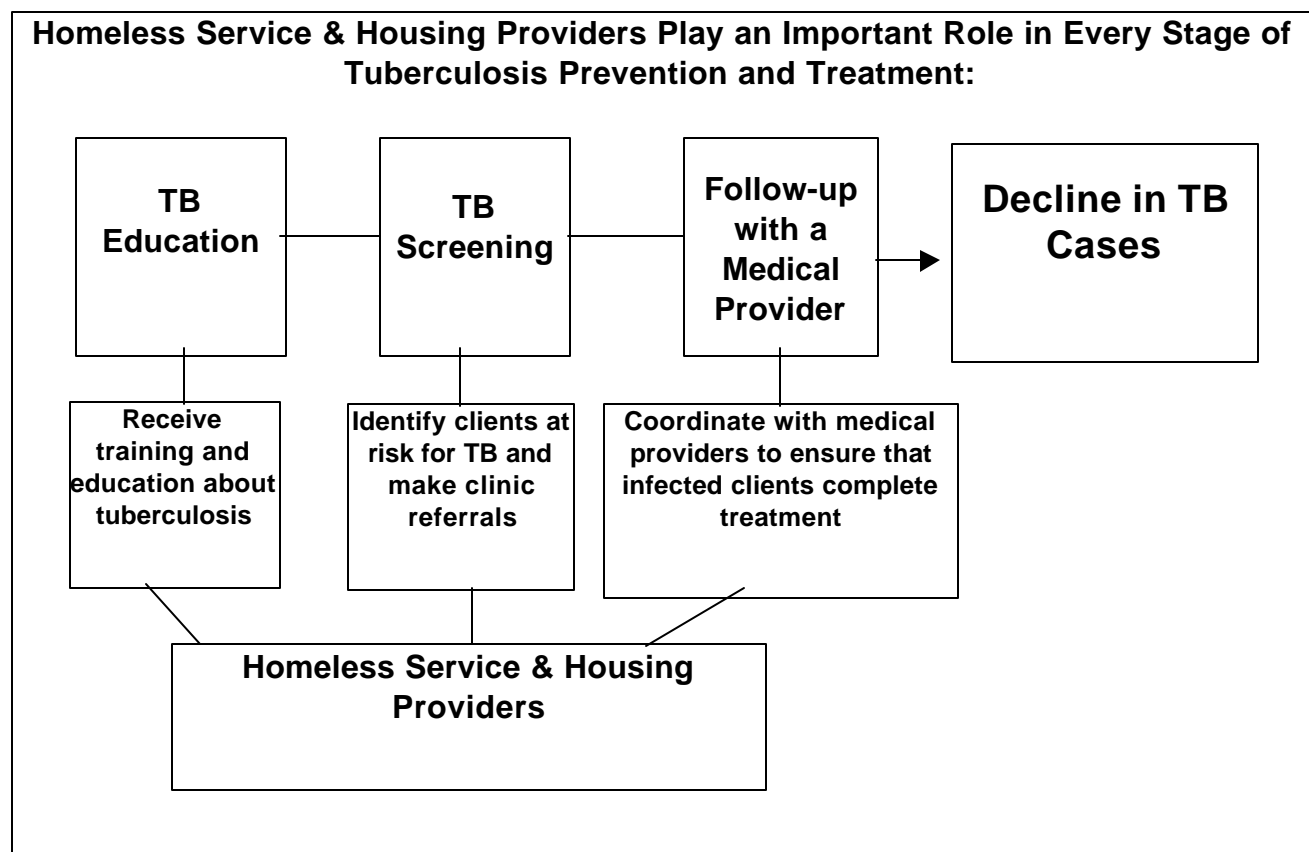 Homeless Service & Housing Providers Play an Important Role in Every Stage of
Tuberculosis Prevention and Treatment:
TB
Education
TB
Screening
Follow-up
with a
Medical
Provider
Decline in TB
Cases
Receive
training and
education about
tuberculosis
Identify clients at
risk for TB and
make clinic
referrals
Coordinate with medical
providers to ensure that
infected clients complete
treatment
Homeless Service & Housing
Providers